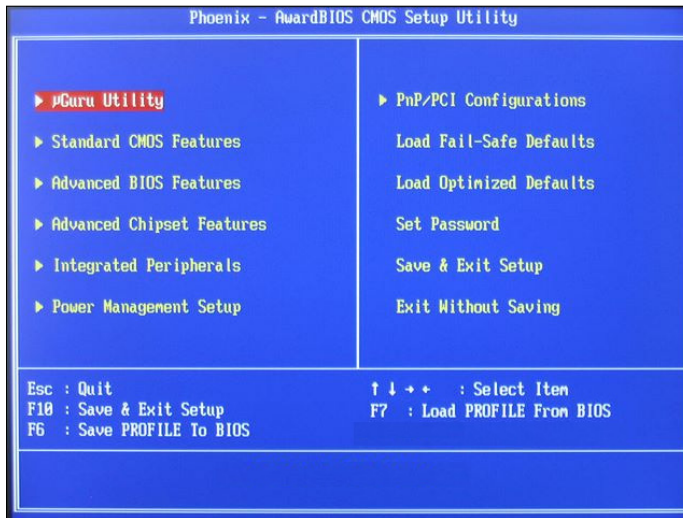 Phoenix - AwardBIOS CMOS Setup Utility
▶ µGuru Utility
▶ Standard CMOS Features
▶ Advanced BIOS Features
▶ Advanced Chipset Features
▶ Integrated Peripherals
▶ Power Management Setup
▶ PnP/PCI Configurations
Load Fail-Safe Defaults
Load Optimized Defaults
Set Password
Save & Exit Setup
Exit Without Saving
Esc : Quit
F10 : Save & Exit Setup
F6 : Save PROFILE To BIOS
↑ ↓ → ← : Select Item
F7 : Load PROFILE From BIOS